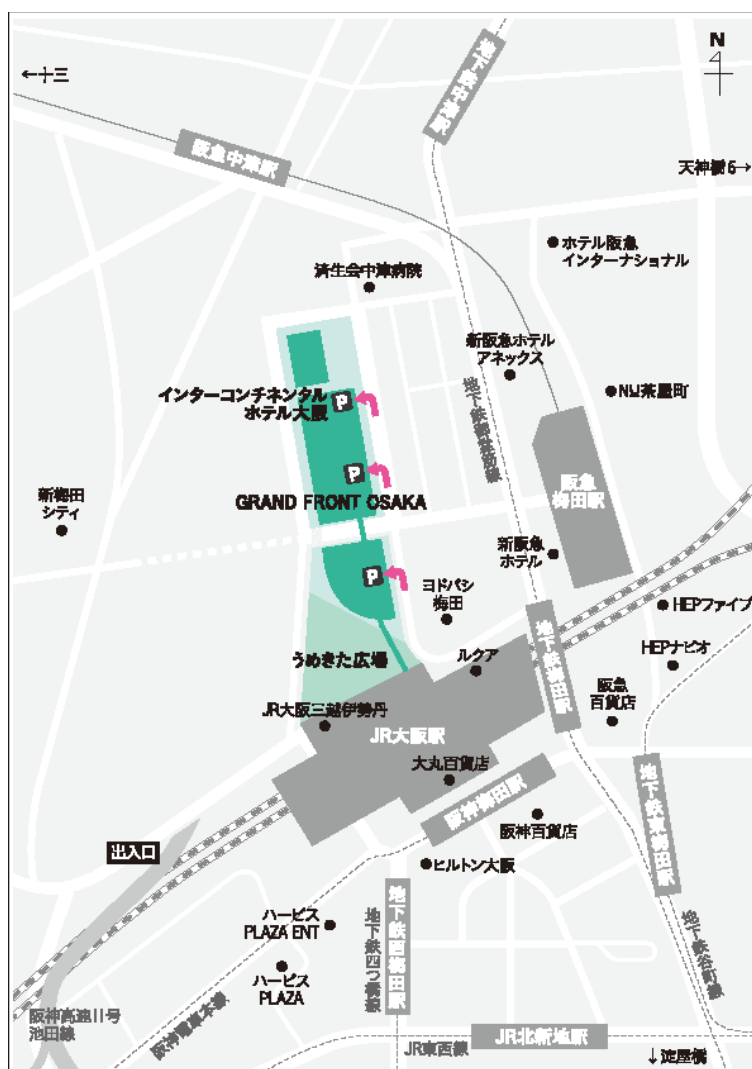 N
←十三
地下鉄中津駅
阪急中津駅
天神橋6→
ホテル阪急
インターナショナル
済生会中津病院
新阪急ホテル
アネックス
地下鉄御堂筋線
NU茶屋町
インターコンチネンタル
ホテル大阪
P
P
GRAND FRONT OSAKA
阪急
梅田駅
新梅田
シティ
新阪急
ホテル
P
ヨドバシ
梅田
HEPファイブ
地下鉄梅田駅
うめきた広場
ルクア
HEPナビオ
阪急
百貨店
JR大阪三越伊勢丹
JR大阪駅
大丸百貨店
阪神梅田駅
地下鉄東梅田駅
阪神百貨店
出入口
ヒルトン大阪
ハービス
PLAZA ENT
地下鉄四つ橋線
地下鉄西梅田駅
地下鉄谷町線
ハービス
PLAZA
阪神高速11号
池田線
阪神電車本線
JR東西線
JR北新地駅
↓淀屋橋